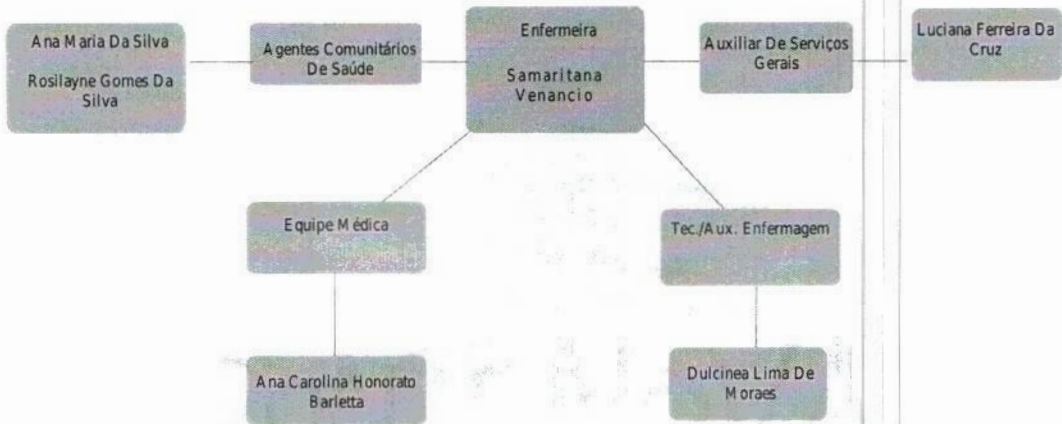 Ana Maria Da Silva
Rosilayne Gomes Da
Silva
Agentes Comunitários
De Saúde
Enfermeira
Samaritana
Venancio
Auxiliar De Serviços
Gerais
Luciana Ferreira Da
Cruz
Equipe Médica
Tec./Aux. Enfermagem
Ana Carolina Honorato
Barletta
Dulcinea Lima De
Moraes